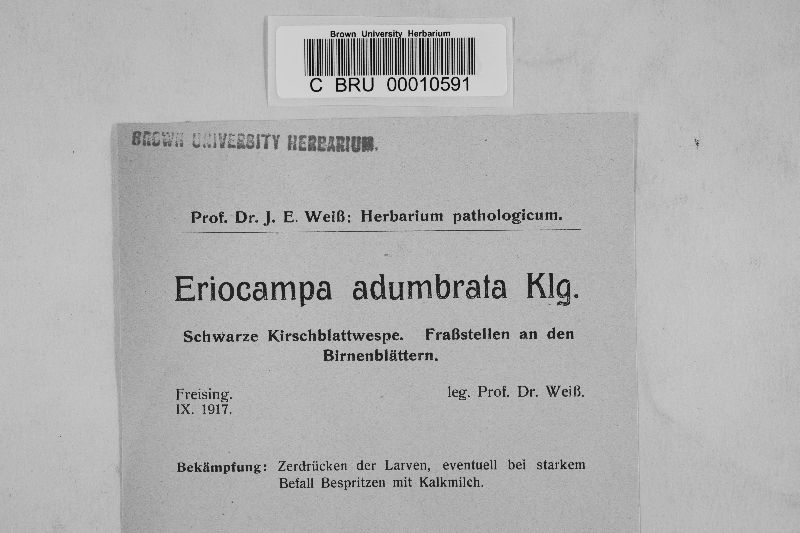 Brown University Herbarium
C BRU 00010591
BROWN UNIVERSITY HERBARIUM.
Prof. Dr. J. E. Weiß: Herbarium pathologicum.
Eriocampa adumbrata Klg.
Schwarze Kirschblattwespe. Fraßstellen an den
Birnenblättern.
Freising. leg. Prof. Dr. Weiß.
IX. 1917.
Bekämpfung: Zerdrücken der Larven, eventuell bei starkem
Befall Bespritzen mit Kalkmilch.